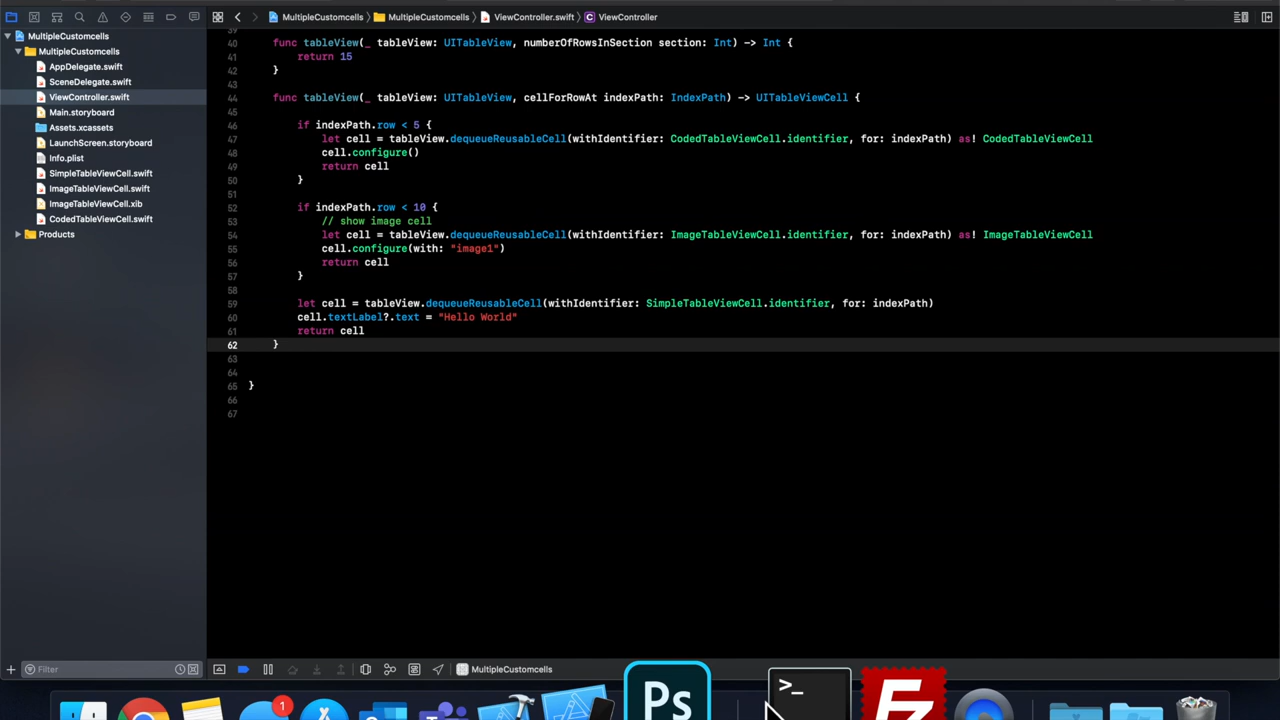 MultipleCustomcells
MultipleCustomcells
ViewController.swift
ViewController
MultipleCustomcells
MultipleCustomcells
AppDelegate.swift
SceneDelegate.swift
ViewController.swift
Main.storyboard
Assets.xcassets
LaunchScreen.storyboard
Info.plist
SimpleTableViewCell.swift
ImageTableViewCell.swift
ImageTableViewCell.xib
CodedTableViewCell.swift
Products
39
40 func tableView(_ tableView: UITableView, numberOfRowsInSection section: Int) -> Int {
41 return 15
42 }
43
44 func tableView(_ tableView: UITableView, cellForRowAt indexPath: IndexPath) -> UITableViewCell {
45
46 if indexPath.row < 5 {
47 let cell = tableView.dequeueReusableCell(withIdentifier: CodedTableViewCell.identifier, for: indexPath) as! CodedTableViewCell
48 cell.configure()
49 return cell
50 }
51
52 if indexPath.row < 10 {
53 // show image cell
54 let cell = tableView.dequeueReusableCell(withIdentifier: ImageTableViewCell.identifier, for: indexPath) as! ImageTableViewCell
55 cell.configure(with: "image1")
56 return cell
57 }
58
59 let cell = tableView.dequeueReusableCell(withIdentifier: SimpleTableViewCell.identifier, for: indexPath)
60 cell.textLabel?.text = "Hello World"
61 return cell
62 }
63
64
65 }
66
67
Filter
MultipleCustomcells
1
Ps
>_
Fz